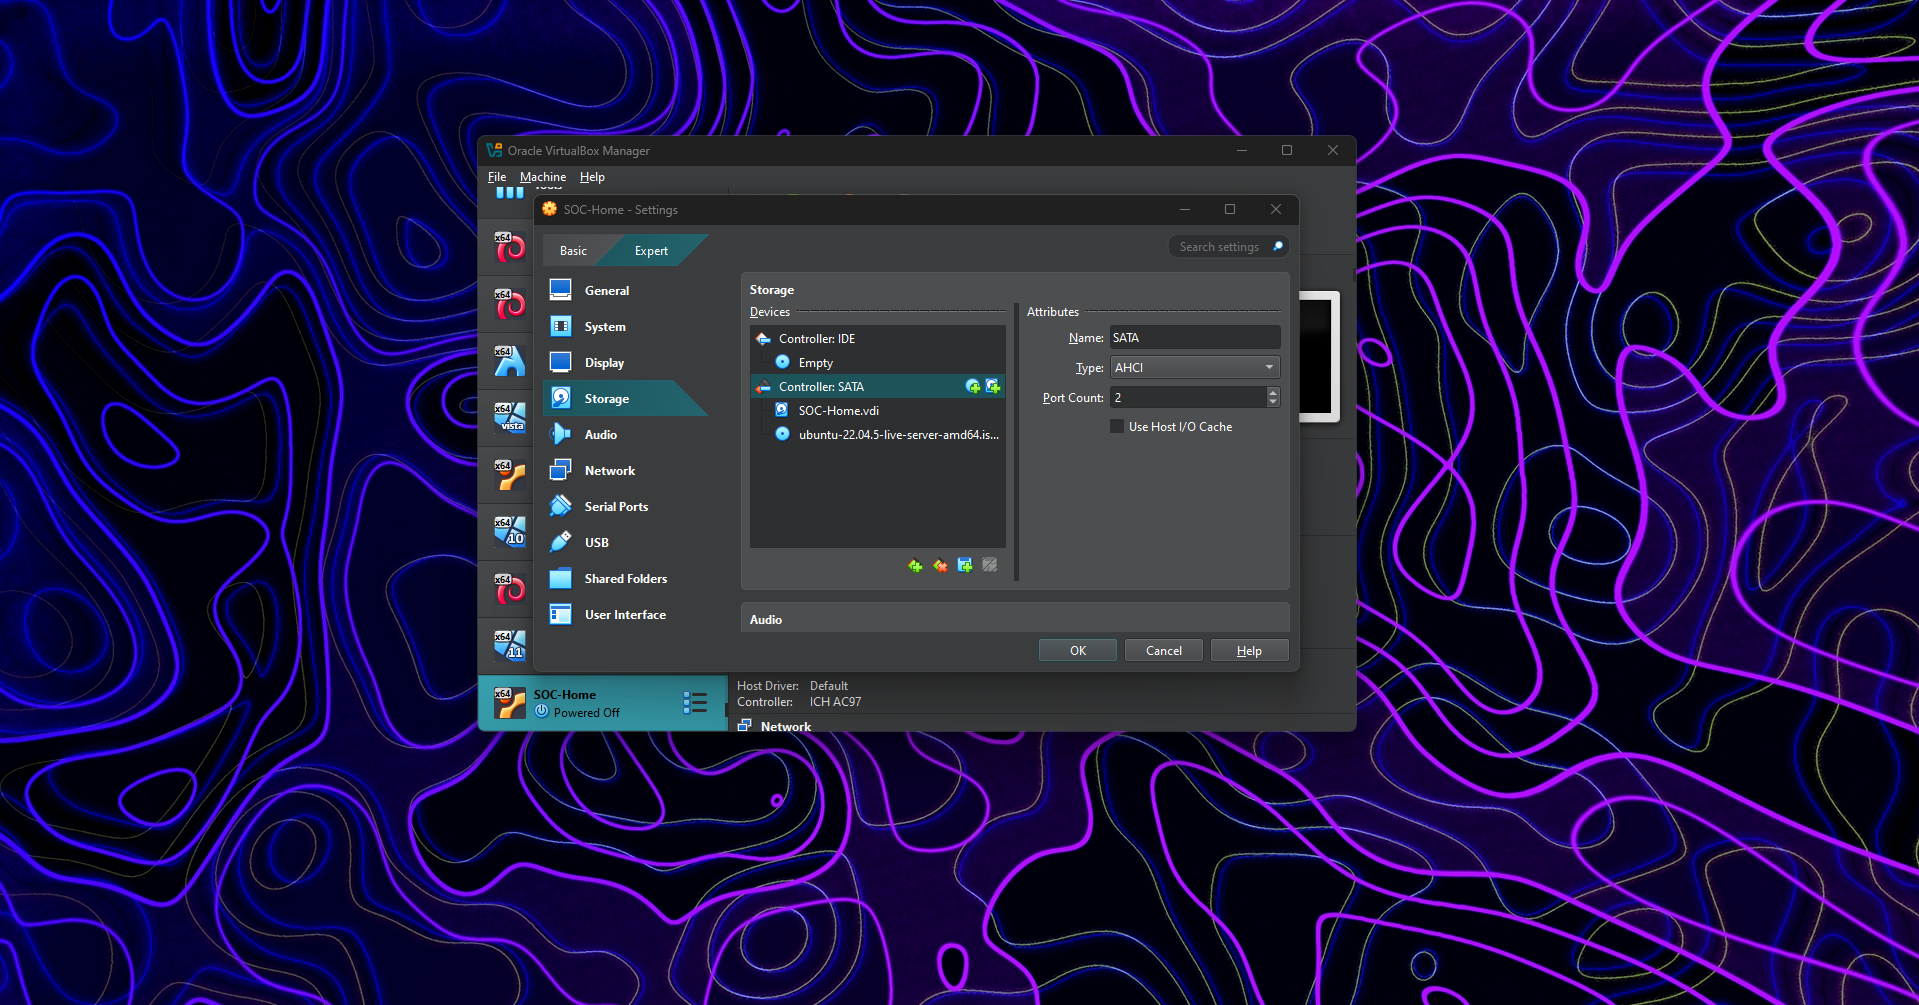 Oracle VirtualBox Manager
File Machine Help
Tools
SOC-Home - Settings
Basic Expert
Search settings
General
System
Display
Storage
Audio
Network
Serial Ports
USB
Shared Folders
User Interface
Storage
Devices
Controller: IDE
Empty
Controller: SATA
SOC-Home.vdi
ubuntu-22.04.5-live-server-amd64.is...
Attributes
Name: SATA
Type: AHCI
Port Count: 2
Use Host I/O Cache
Audio
OK Cancel Help
x64
x64
x64
x64 vista
x64
x64 10
x64
x64 11
x64
SOC-Home
Powered Off
Host Driver: Default
Controller: ICH AC97
Network